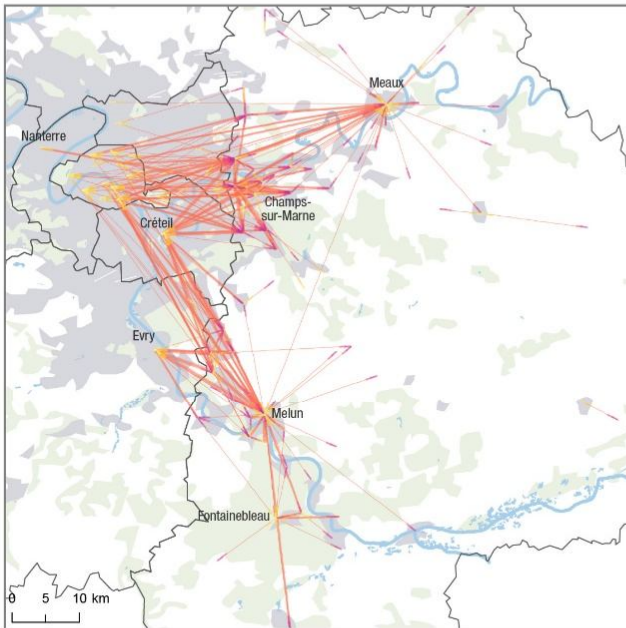 Meaux
Nanterre
Champs-
sur-Marne
Créteil
Evry
Melun
Fontainebleau
0 5 10 km